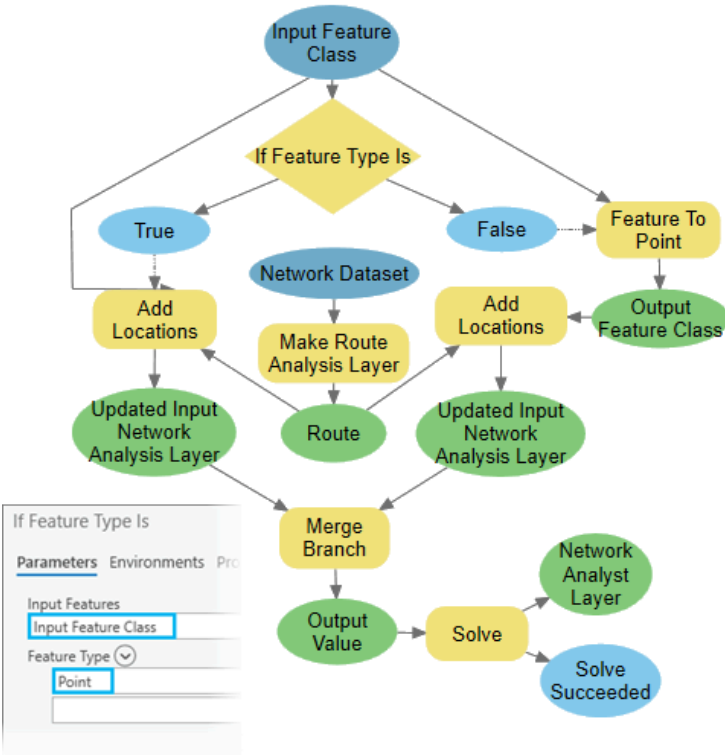 Input Feature
Class
If Feature Type Is
True
False
Feature To
Point
Network Dataset
Add
Locations
Add
Locations
Output
Feature Class
Make Route
Analysis Layer
Updated Input
Network
Analysis Layer
Route
Updated Input
Network
Analysis Layer
Merge
Branch
Output
Value
Solve
Network
Analyst
Layer
Solve
Succeeded
If Feature Type Is
Parameters Environments Pro
Input Features
Input Feature Class
Feature Type
Point